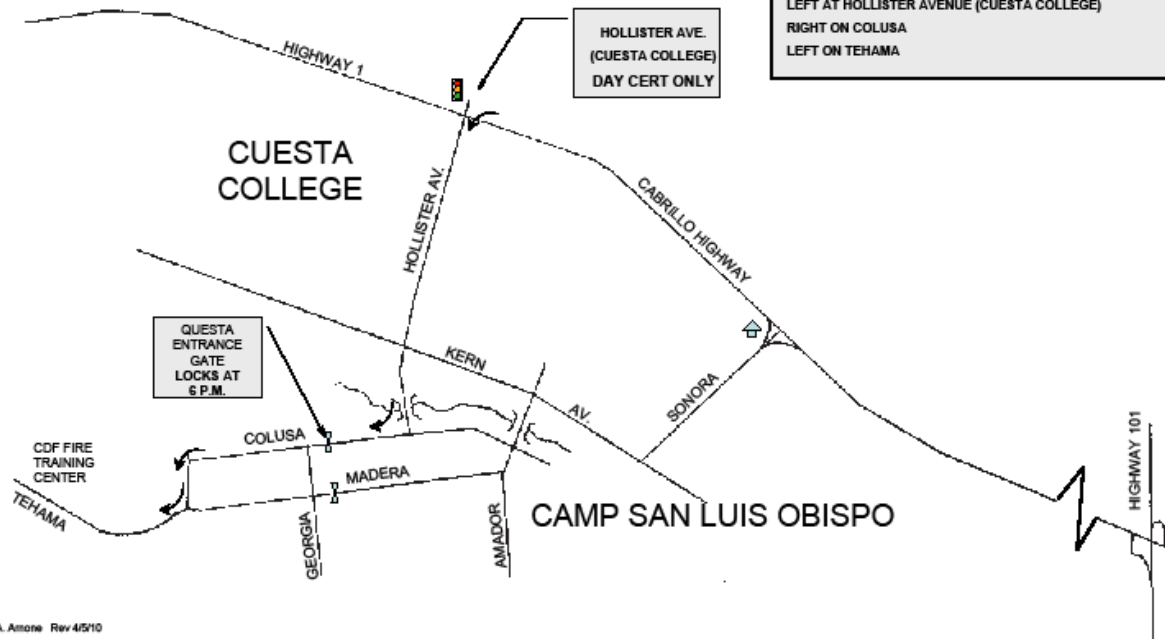 LEFT AT HOLLISTER AVENUE (CUESTA COLLEGE)
RIGHT ON COLUSA
LEFT ON TEHAMA
HOLLISTER AVE.
(CUESTA COLLEGE)
DAY CERT ONLY
HIGHWAY 1
CUESTA
COLLEGE
HOLLISTER AV.
CABRILLO HIGHWAY
QUESTA
ENTRANCE
GATE
LOCKS AT
6 P.M.
KERN
AV.
SONORA
HIGHWAY 101
COLUSA
CDF FIRE
TRAINING
CENTER
MADERA
TEHAMA
GEORGIA
AMADOR
CAMP SAN LUIS OBISPO
A. Amone Rev 4/5/10